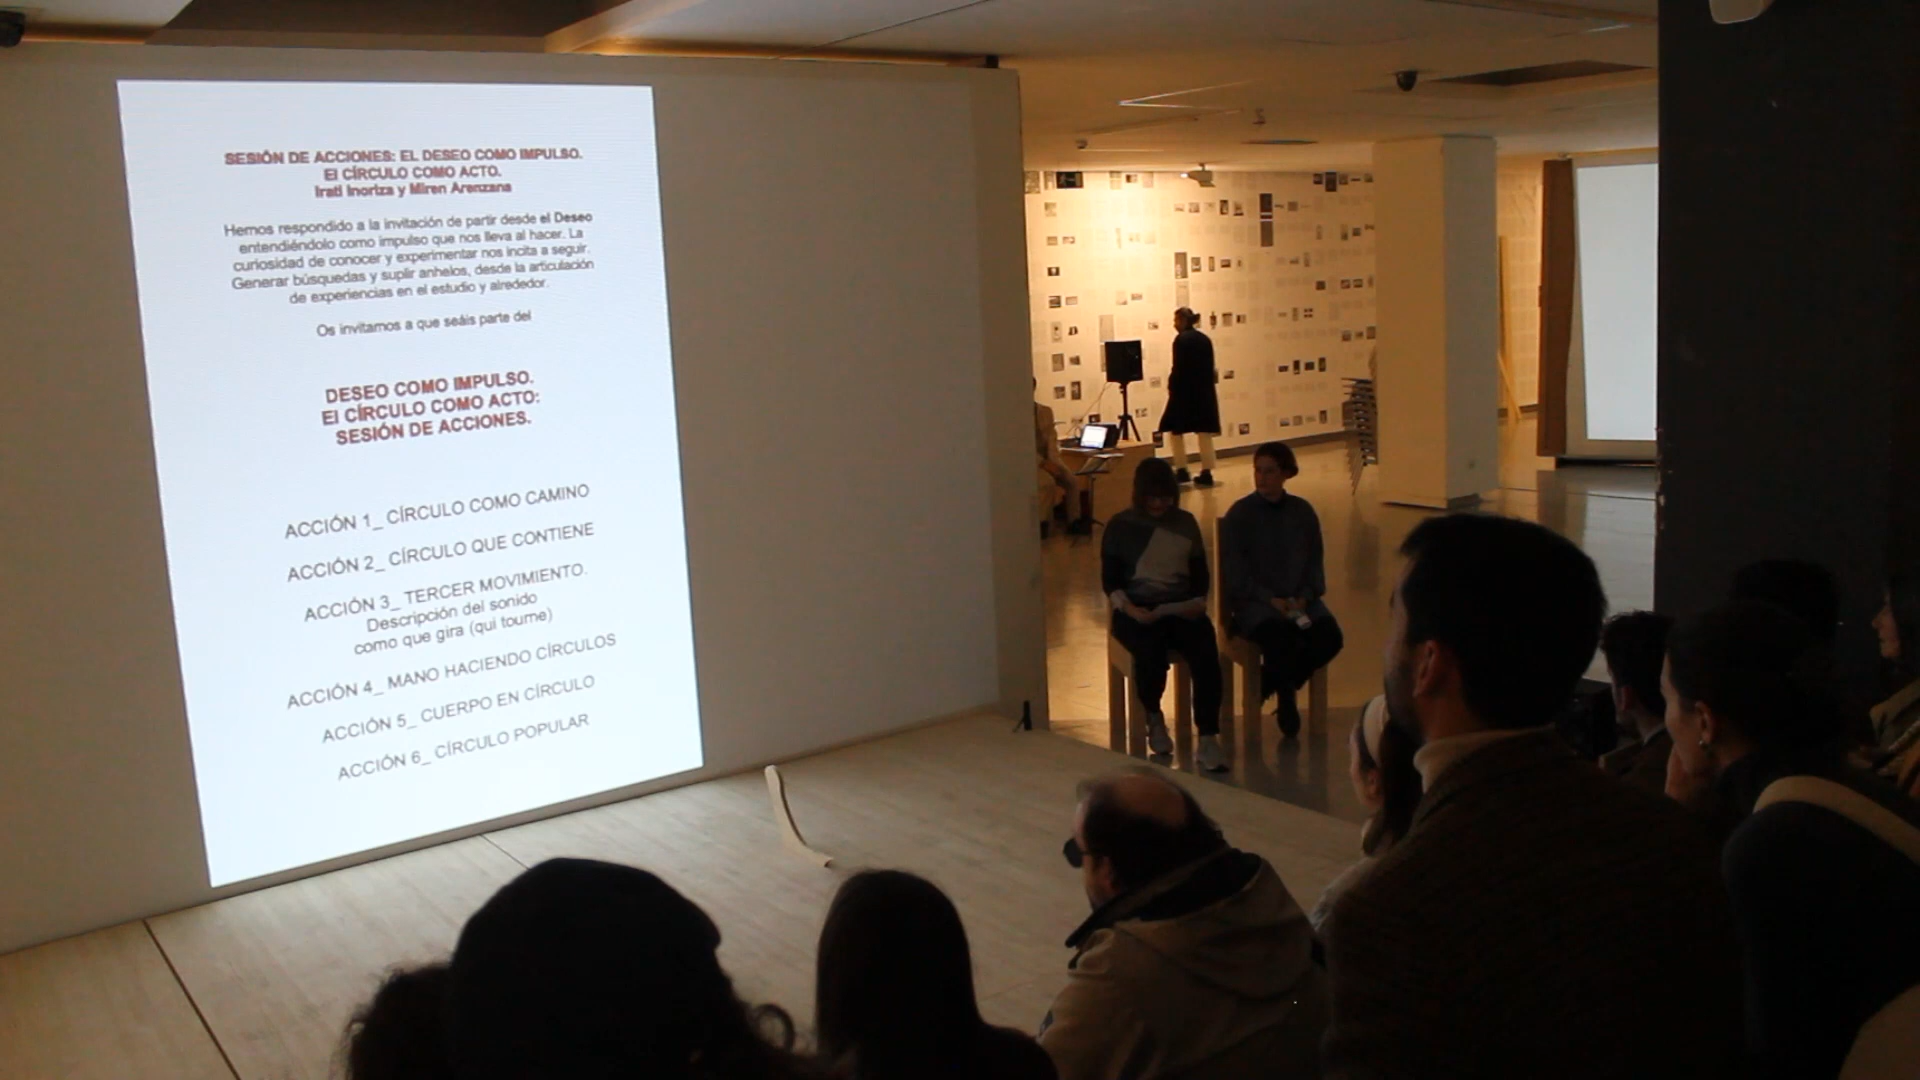 SESIÓN DE ACCIONES: EL DESEO COMO IMPULSO.
El CÍRCULO COMO ACTO.
Irati Inoriza y Miren Arenzana
Hemos respondido a la invitación de partir desde el Deseo
entendiéndolo como impulso que nos lleva al hacer. La
curiosidad de conocer y experimentar nos incita a seguir.
Generar búsquedas y suplir anhelos, desde la articulación
de experiencias en el estudio y alrededor.
Os invitamos a que seáis parte del
DESEO COMO IMPULSO.
El CÍRCULO COMO ACTO:
SESIÓN DE ACCIONES.
ACCIÓN 1_ CÍRCULO COMO CAMINO
ACCIÓN 2_ CÍRCULO QUE CONTIENE
ACCIÓN 3_ TERCER MOVIMIENTO.
Descripción del sonido
como que gira (qui tourne)
ACCIÓN 4_ MANO HACIENDO CÍRCULOS
ACCIÓN 5_ CUERPO EN CÍRCULO
ACCIÓN 6_ CÍRCULO POPULAR